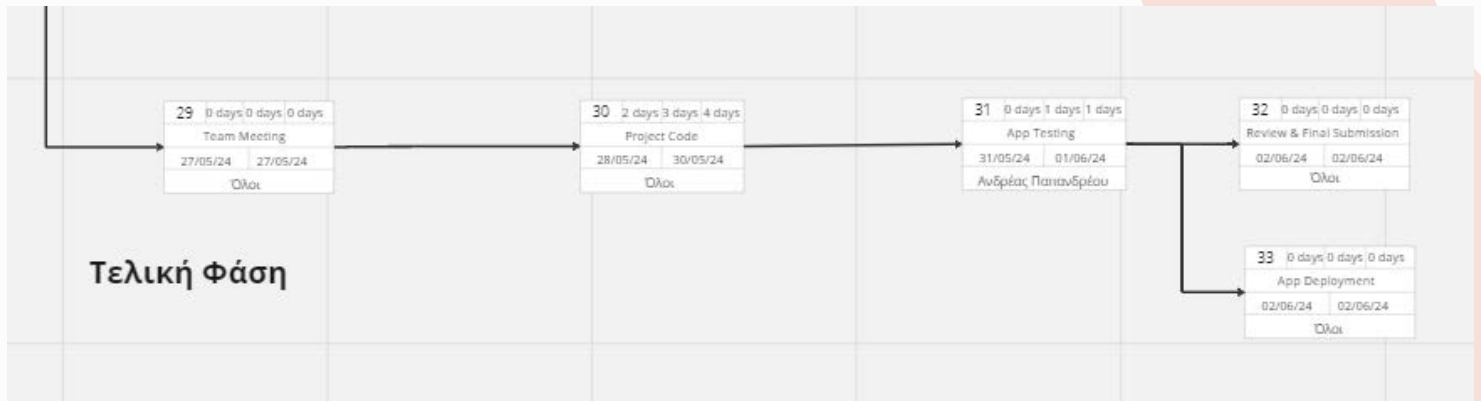 29 0 days 0 days 0 days
Team Meeting
27/05/24 27/05/24
Όλοι
30 2 days 3 days 4 days
Project Code
28/05/24 30/05/24
Όλοι
31 0 days 1 days 1 days
App Testing
31/05/24 01/06/24
Ανδρέας Παπανδρέου
32 0 days 0 days 0 days
Review & Final Submission
02/06/24 02/06/24
Όλοι
Τελική Φάση
33 0 days 0 days 0 days
App Deployment
02/06/24 02/06/24
Όλοι